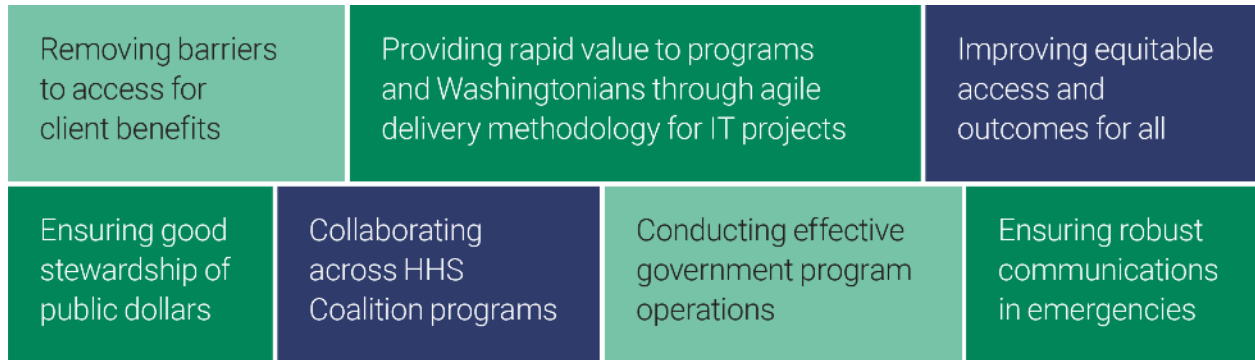 Removing barriers
to access for
client benefits
Providing rapid value to programs
and Washingtonians through agile
delivery methodology for IT projects
Improving equitable
access and
outcomes for all
Ensuring good
stewardship of
public dollars
Collaborating
across HHS
Coalition programs
Conducting effective
government program
operations
Ensuring robust
communications
in emergencies